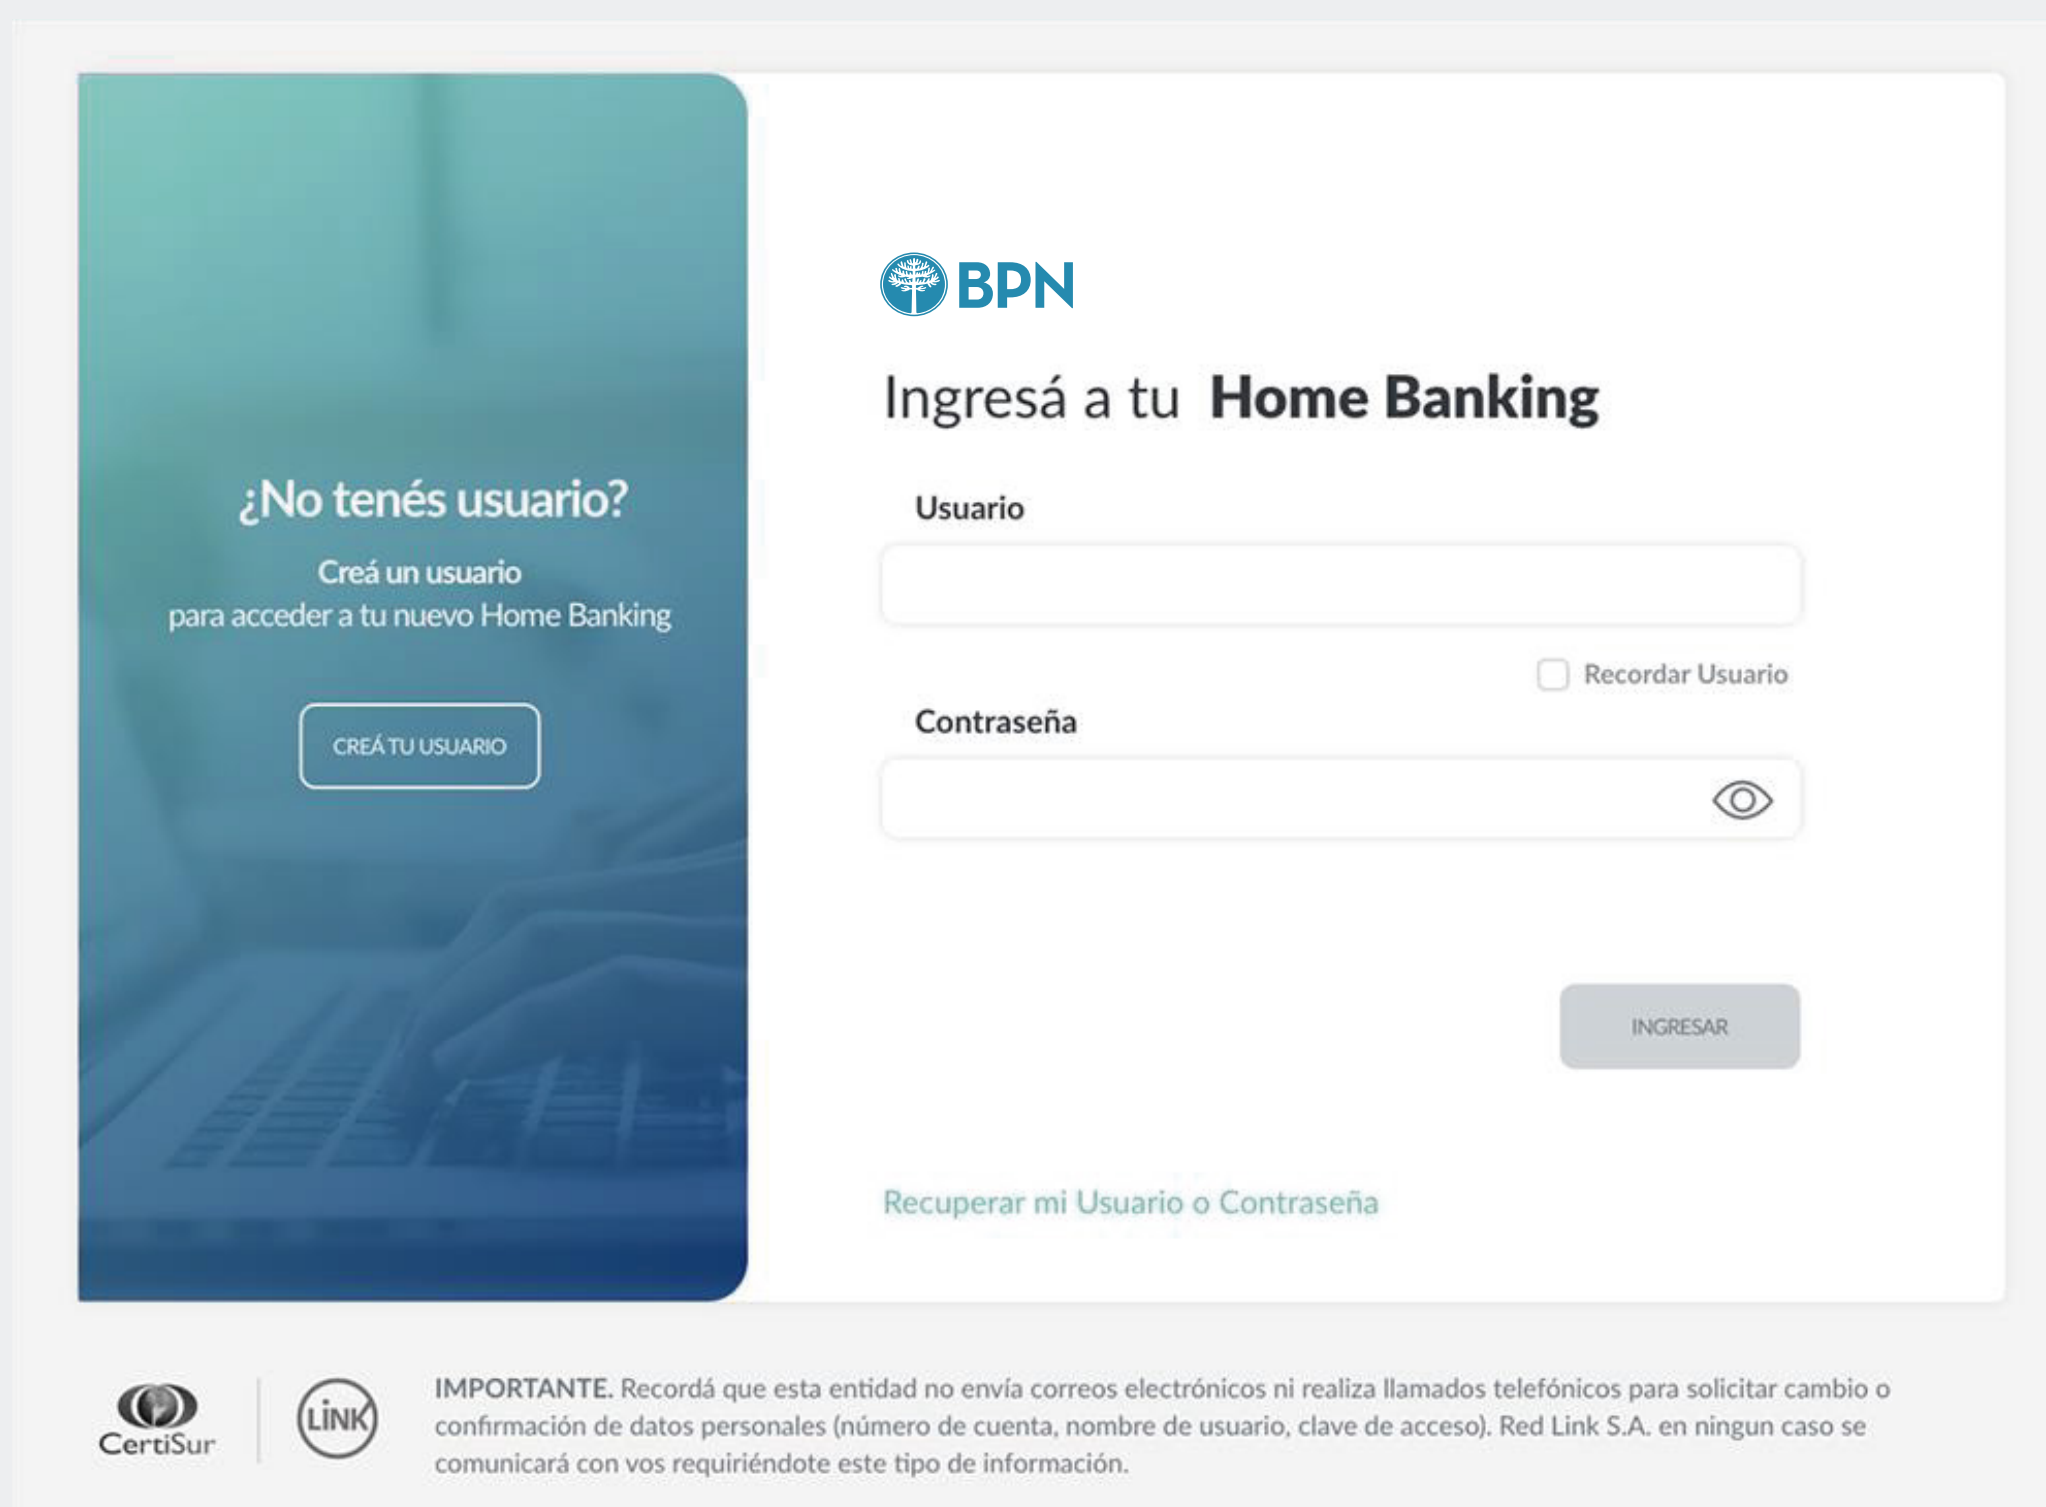 ¿No tenés usuario?
Creá un usuario
para acceder a tu nuevo Home Banking
CREÁ TU USUARIO
BPN
Ingresá a tu Home Banking
Usuario
Recordar Usuario
Contraseña
INGRESAR
Recuperar mi Usuario o Contraseña
CertiSur
LINK
IMPORTANTE. Recordá que esta entidad no envía correos electrónicos ni realiza llamados telefónicos para solicitar cambio o
confirmación de datos personales (número de cuenta, nombre de usuario, clave de acceso). Red Link S.A. en ningun caso se
comunicará con vos requiriéndote este tipo de información.